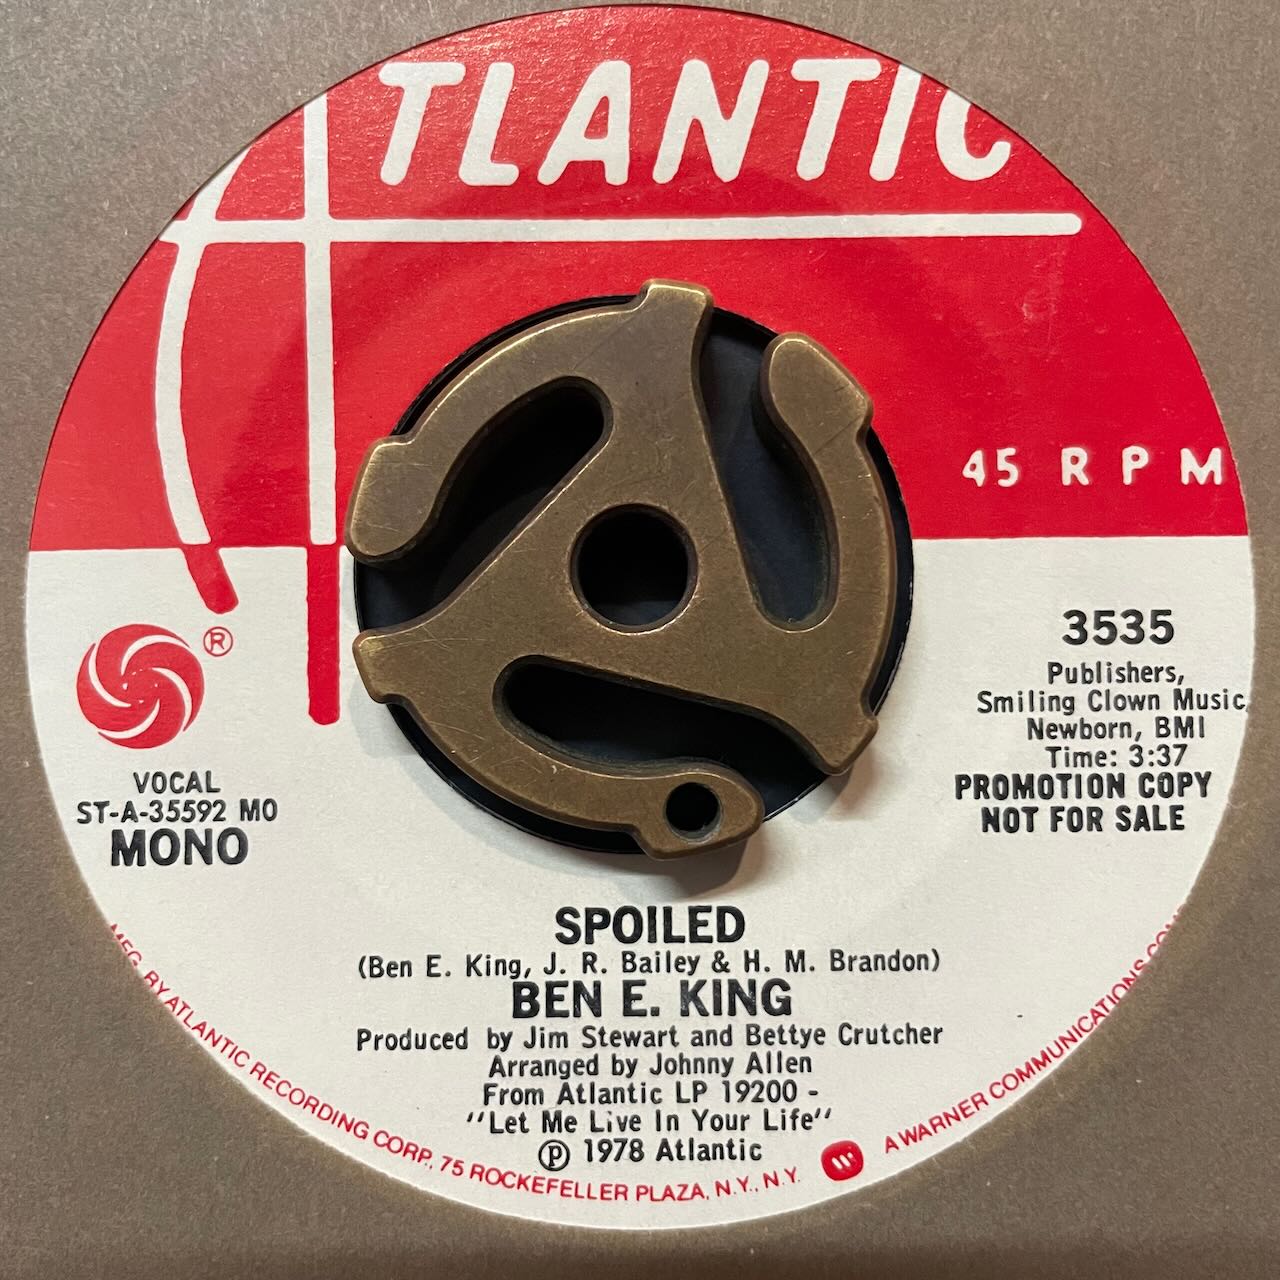 ATLANTIC
45 RPM
®
VOCAL
ST-A-35592 MO
MONO
3535
Publishers,
Smiling Clown Music,
Newborn, BMI
Time: 3:37
PROMOTION COPY
NOT FOR SALE
SPOILED
(Ben E. King, J. R. Bailey & H. M. Brandon)
BEN E. KING
Produced by Jim Stewart and Bettye Crutcher
Arranged by Johnny Allen
From Atlantic LP 19200 -
"Let Me Live In Your Life"
℗ 1978 Atlantic
MFG. BY ATLANTIC RECORDING CORP., 75 ROCKEFELLER PLAZA, N.Y., N.Y. A WARNER COMMUNICATIONS